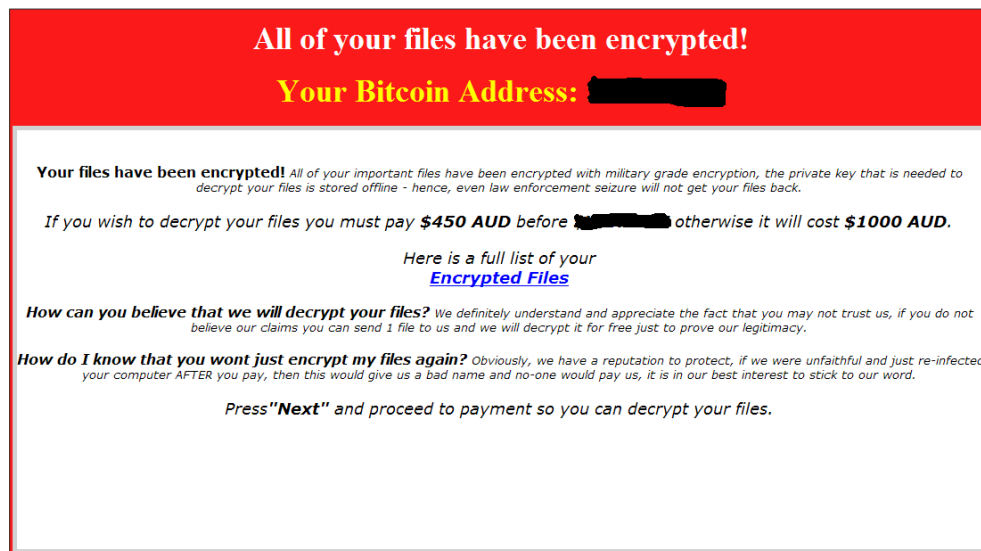 All of your files have been encrypted!
Your Bitcoin Address:
Your files have been encrypted! All of your important files have been encrypted with military grade encryption, the private key that is needed to
decrypt your files is stored offline - hence, even law enforcement seizure will not get your files back.
If you wish to decrypt your files you must pay $450 AUD before otherwise it will cost $1000 AUD.
Here is a full list of your
Encrypted Files
How can you believe that we will decrypt your files? We definitely understand and appreciate the fact that you may not trust us, if you do not
believe our claims you can send 1 file to us and we will decrypt it for free just to prove our legitimacy.
How do I know that you wont just encrypt my files again? Obviously, we have a reputation to protect, if we were unfaithful and just re-infected
your computer AFTER you pay, then this would give us a bad name and no-one would pay us, it is in our best interest to stick to our word.
Press"Next" and proceed to payment so you can decrypt your files.